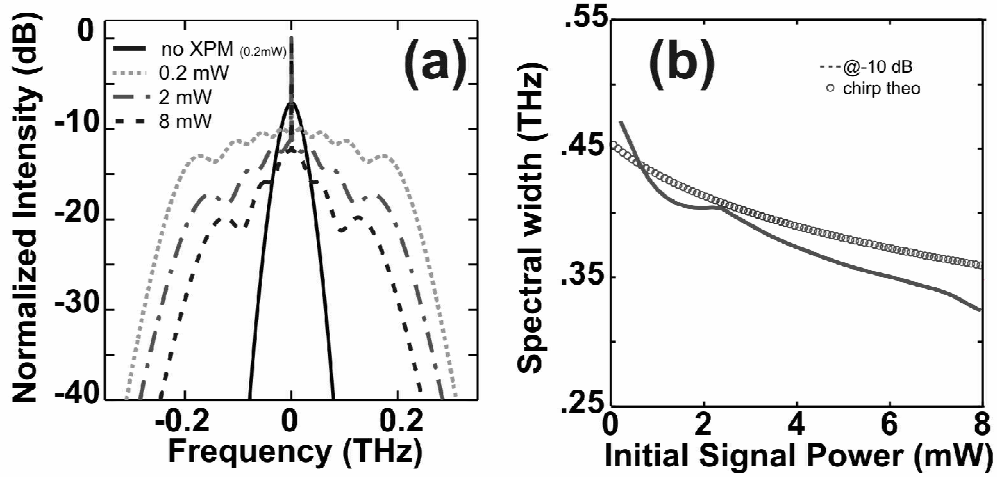 (a)
no XPM (0.2mW)
0.2 mW
2 mW
8 mW
Normalized Intensity (dB)
0
-10
-20
-30
-40
-0.2
0
0.2
Frequency (THz)
(b)
@-10 dB
chirp theo
Spectral width (THz)
.55
.45
.35
.25
0
2
4
6
8
Initial Signal Power (mW)